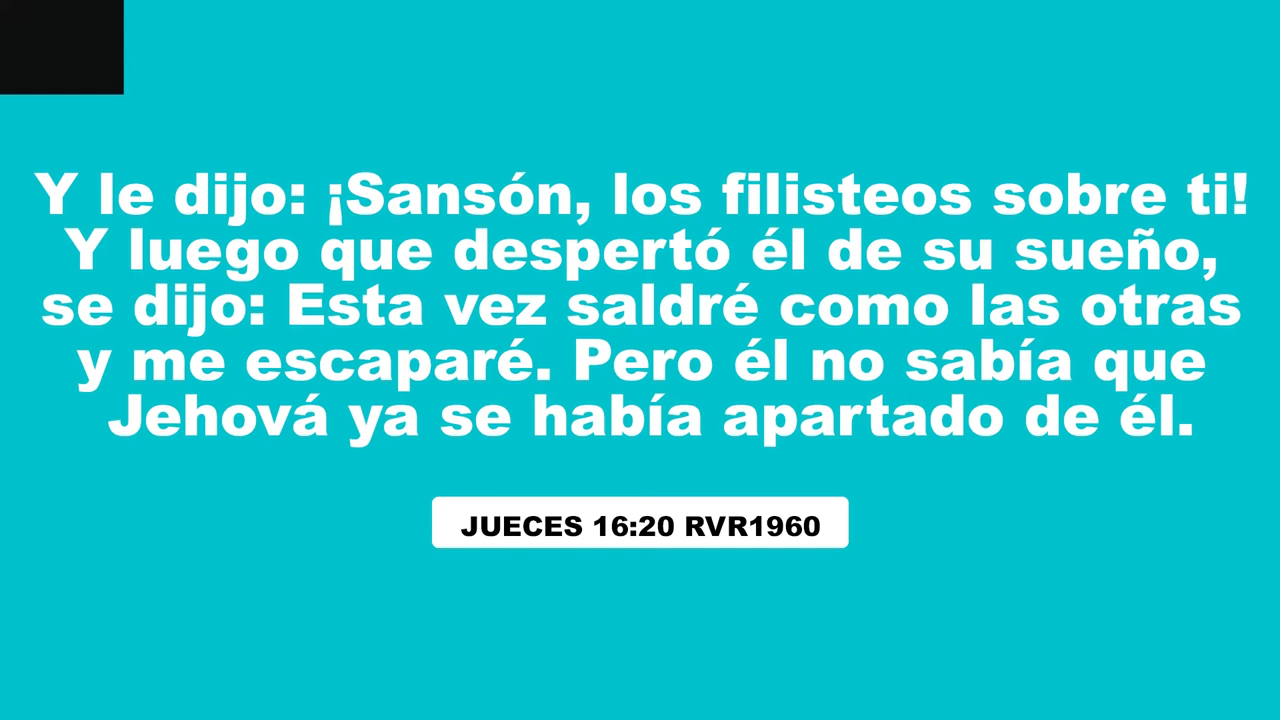 Y le dijo: ¡Sansón, los filisteos sobre ti!
Y luego que despertó él de su sueño,
se dijo: Esta vez saldré como las otras
y me escaparé. Pero él no sabía que
Jehová ya se había apartado de él.
JUECES 16:20 RVR1960